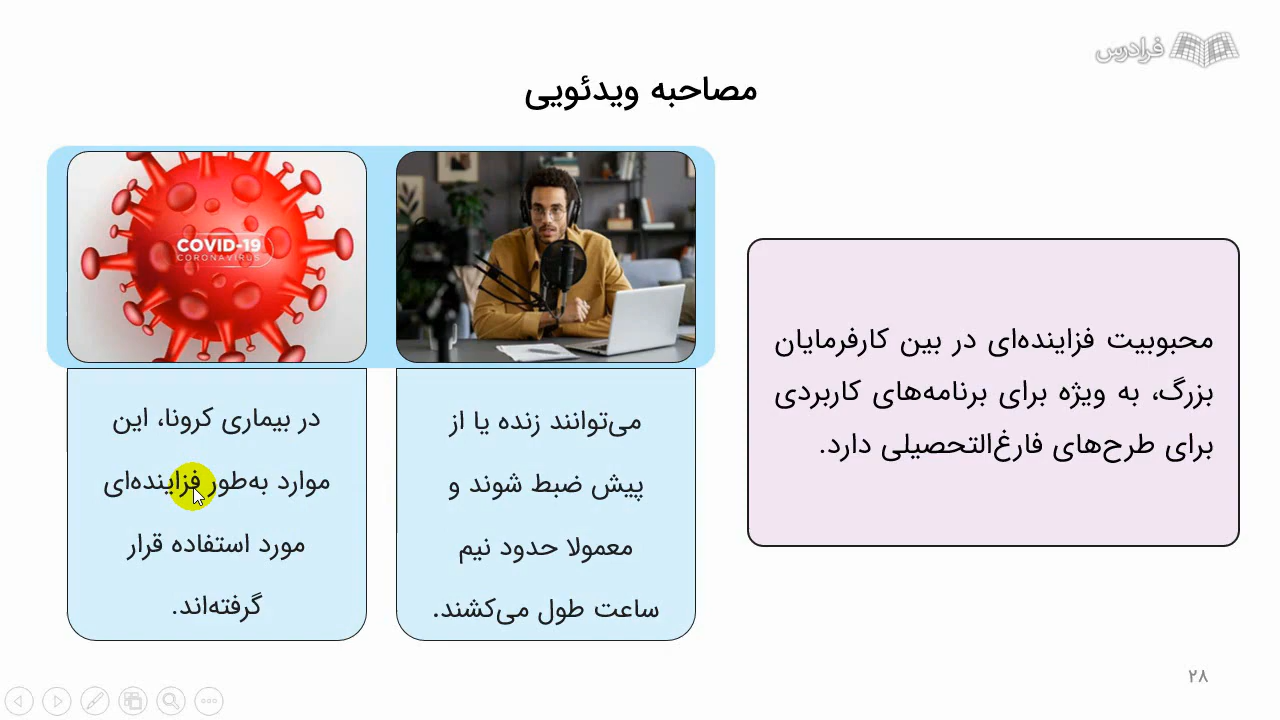 فرادرس
مصاحبه ویدئویی
محبوبیت فزاینده‌ای در بین کارفرمایان
بزرگ، به ویژه برای برنامه‌های کاربردی
برای طرح‌های فارغ‌التحصیلی دارد.
می‌توانند زنده یا از
پیش ضبط شوند و
معمولا حدود نیم
ساعت طول می‌کشند.
COVID-19
CORONAVIRUS
در بیماری کرونا، این
موارد به‌طور فزاینده‌ای
مورد استفاده قرار
گرفته‌اند.
۲۸